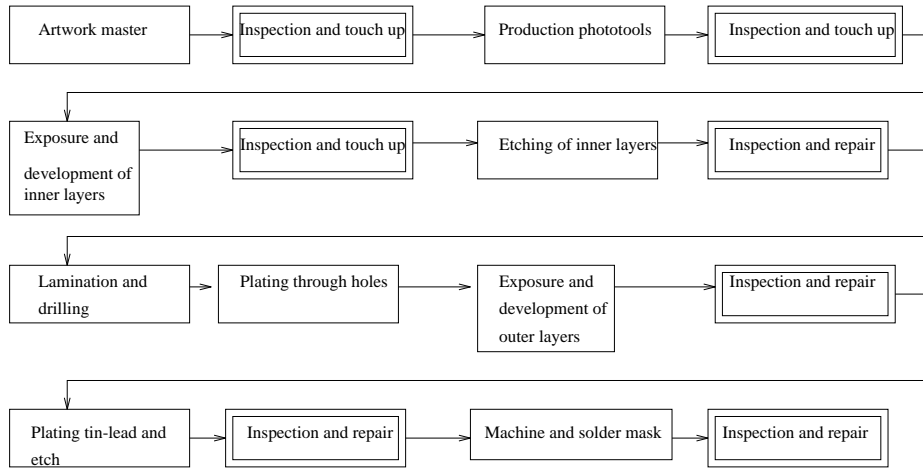 Artwork master
Inspection and touch up
Production phototools
Inspection and touch up
Exposure and
development of
inner layers
Inspection and touch up
Etching of inner layers
Inspection and repair
Lamination and
drilling
Plating through holes
Exposure and
development of
outer layers
Inspection and repair
Plating tin-lead and
etch
Inspection and repair
Machine and solder mask
Inspection and repair